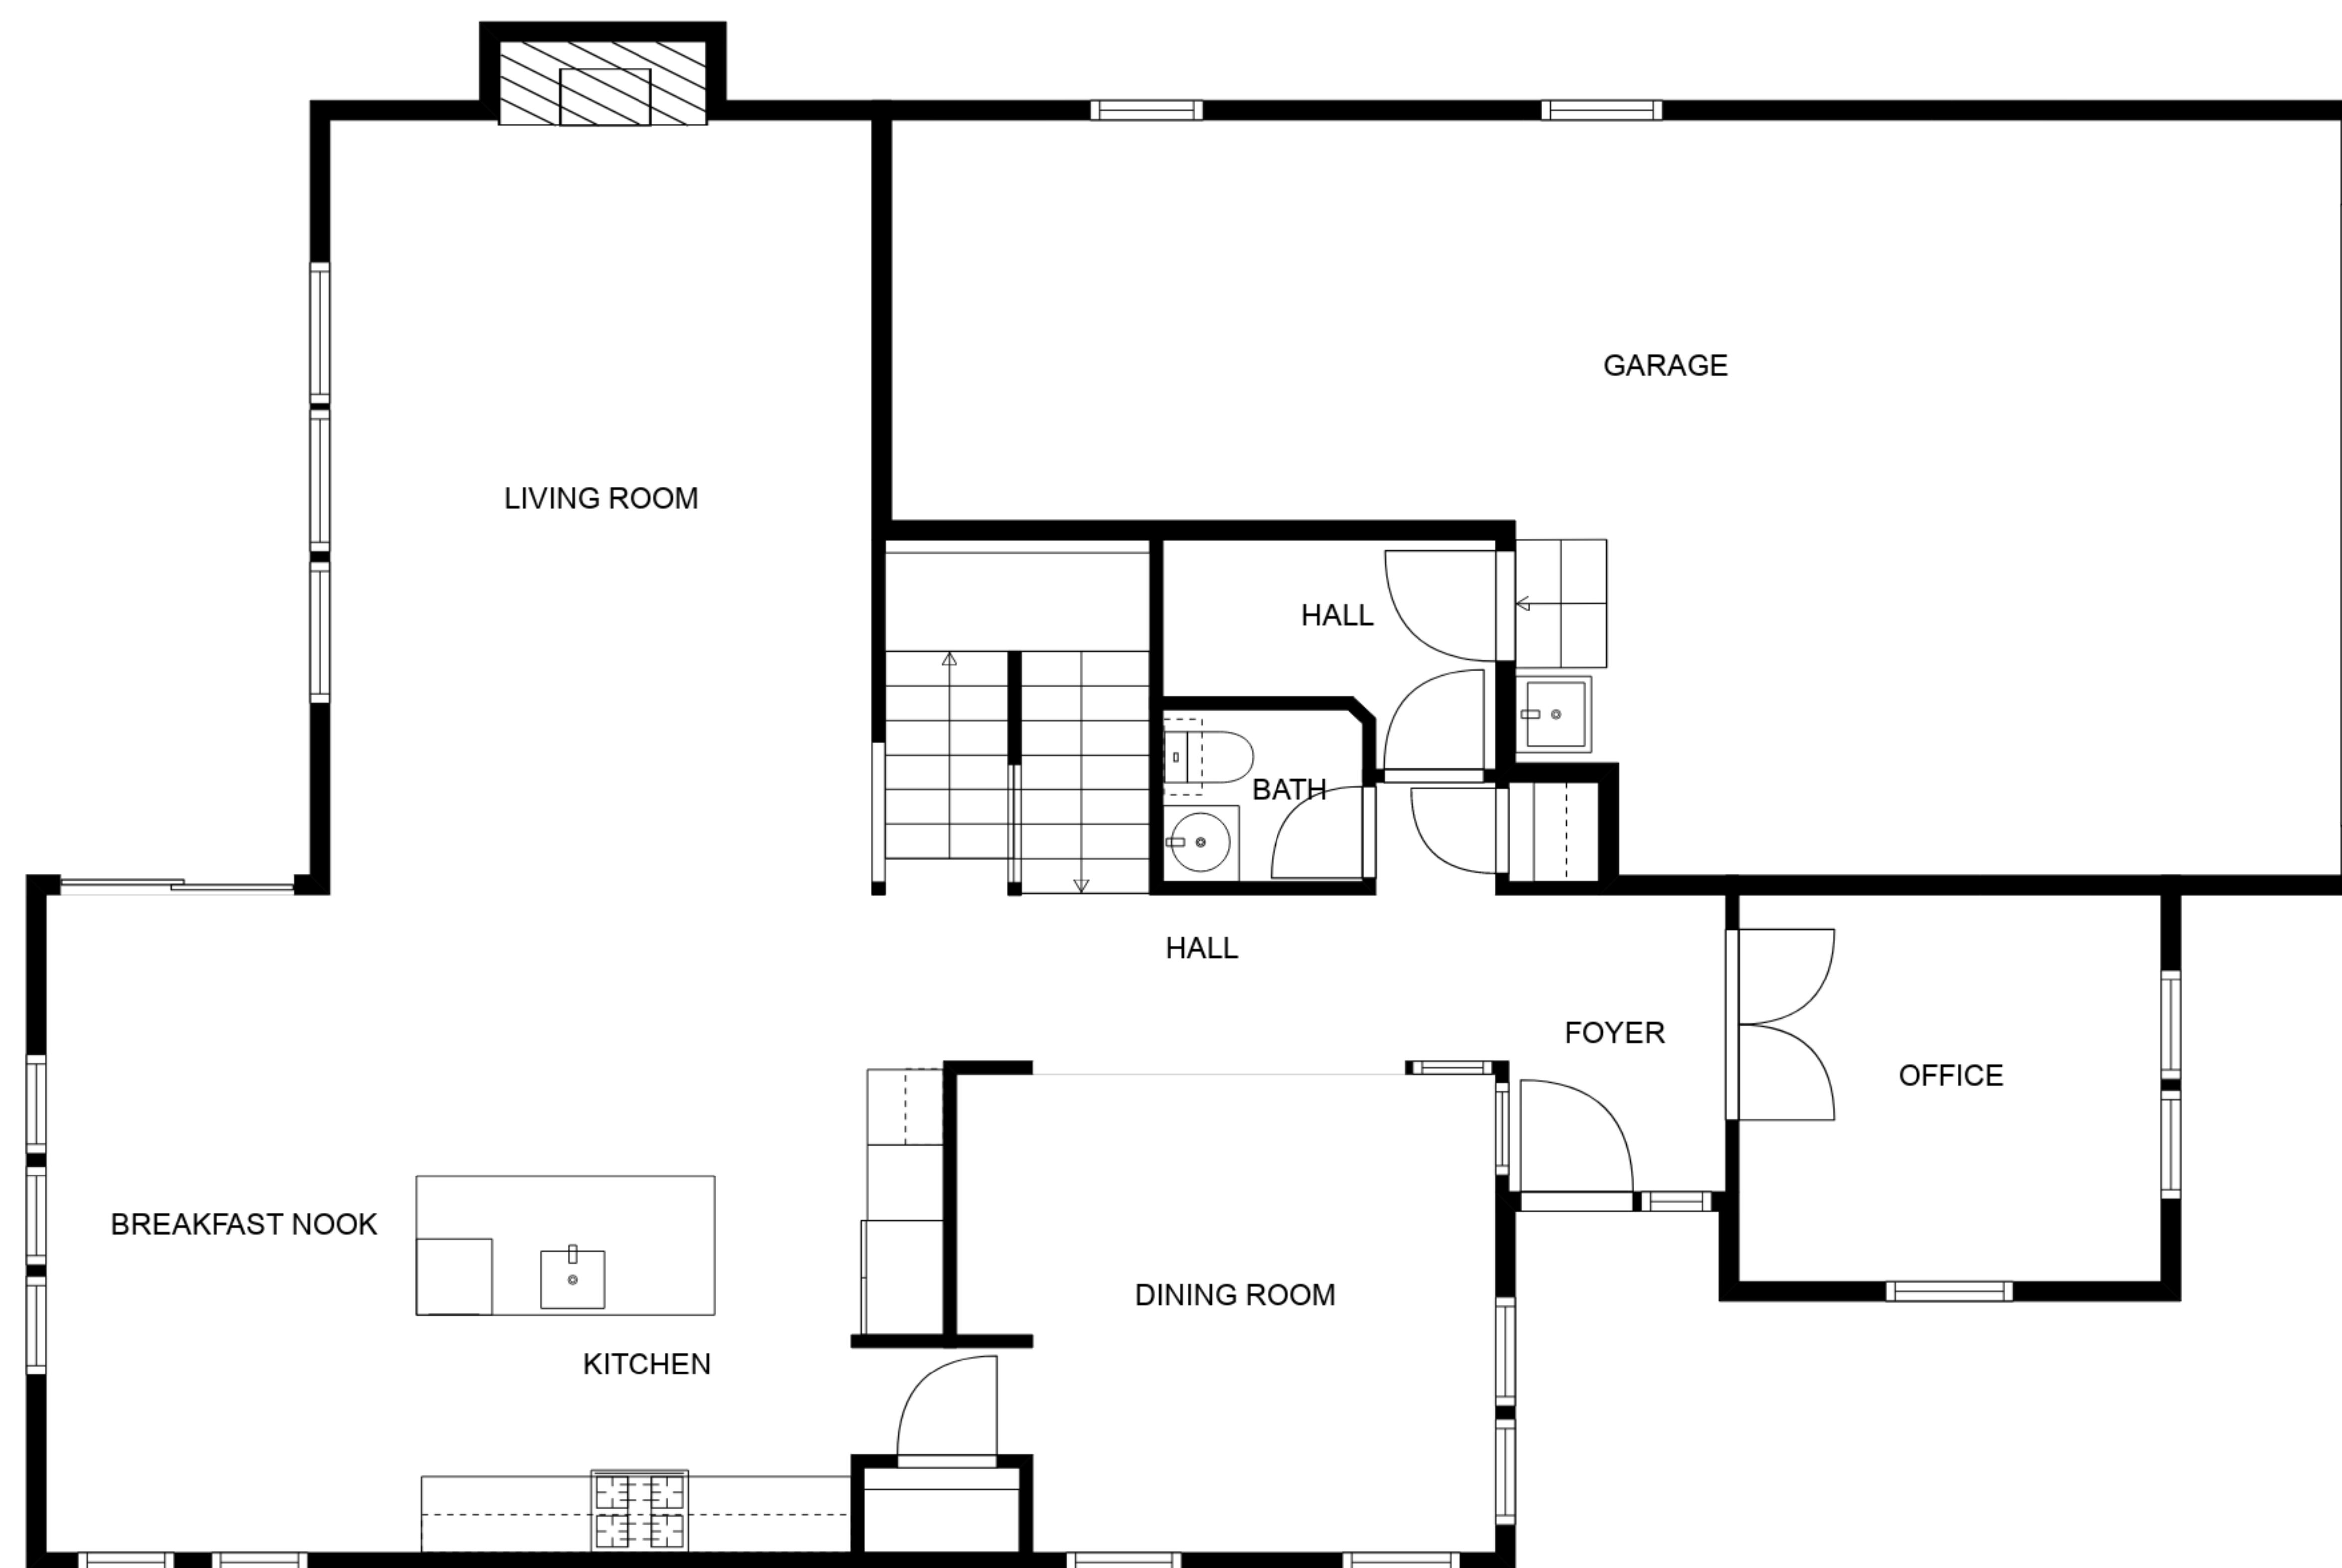 GARAGE
LIVING ROOM
HALL
BATH
HALL
FOYER
OFFICE
BREAKFAST NOOK
DINING ROOM
KITCHEN